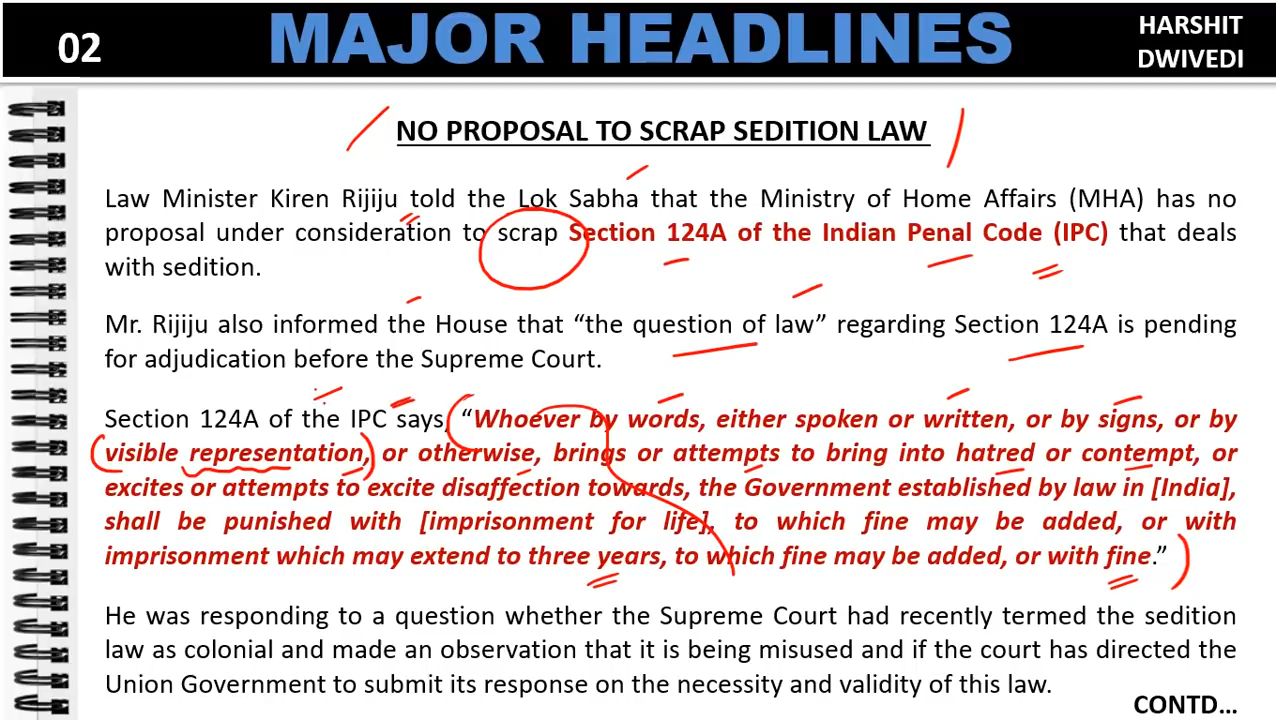 02
MAJOR HEADLINES
HARSHIT
DWIVEDI
NO PROPOSAL TO SCRAP SEDITION LAW
Law Minister Kiren Rijiju told the Lok Sabha that the Ministry of Home Affairs (MHA) has no
proposal under consideration to scrap Section 124A of the Indian Penal Code (IPC) that deals
with sedition.
Mr. Rijiju also informed the House that “the question of law” regarding Section 124A is pending
for adjudication before the Supreme Court.
Section 124A of the IPC says, “Whoever by words, either spoken or written, or by signs, or by
visible representation, or otherwise, brings or attempts to bring into hatred or contempt, or
excites or attempts to excite disaffection towards, the Government established by law in [India],
shall be punished with [imprisonment for life], to which fine may be added, or with
imprisonment which may extend to three years, to which fine may be added, or with fine.”
He was responding to a question whether the Supreme Court had recently termed the sedition
law as colonial and made an observation that it is being misused and if the court has directed the
Union Government to submit its response on the necessity and validity of this law.
CONTD...